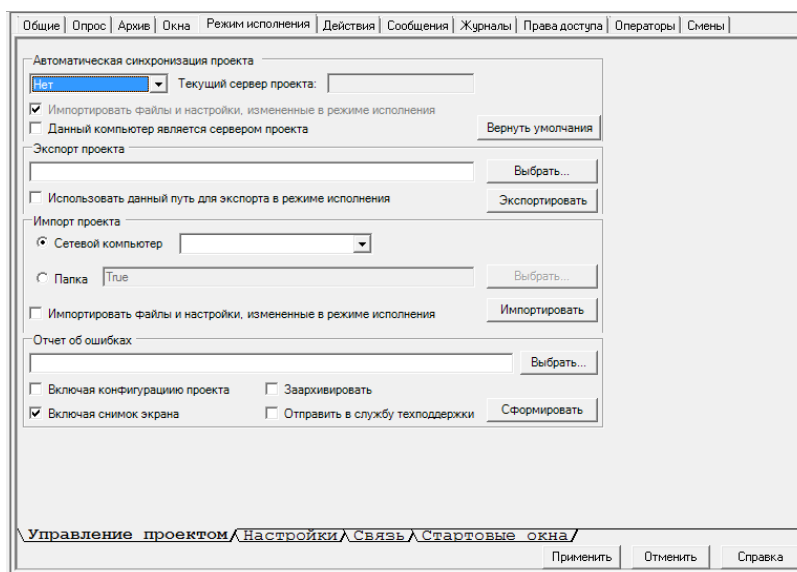 Общие Опрос Архив Окна Режим исполнения Действия Сообщения Журналы Права доступа Операторы Смены
Автоматическая синхронизация проекта
Нет Текущий сервер проекта:
Импортировать файлы и настройки, измененные в режиме исполнения
Данный компьютер является сервером проекта Вернуть умолчания
Экспорт проекта
Выбрать...
Использовать данный путь для экспорта в режиме исполнения Экспортировать
Импорт проекта
Сетевой компьютер
Папка True Выбрать...
Импортировать файлы и настройки, измененные в режиме исполнения Импортировать
Отчет об ошибках
Выбрать...
Включая конфигурациию проекта Заархивировать
Включая снимок экрана Отправить в службу техподдержки Сформировать
Управление проектом Настройки Связь Стартовые окна
Применить Отменить Справка